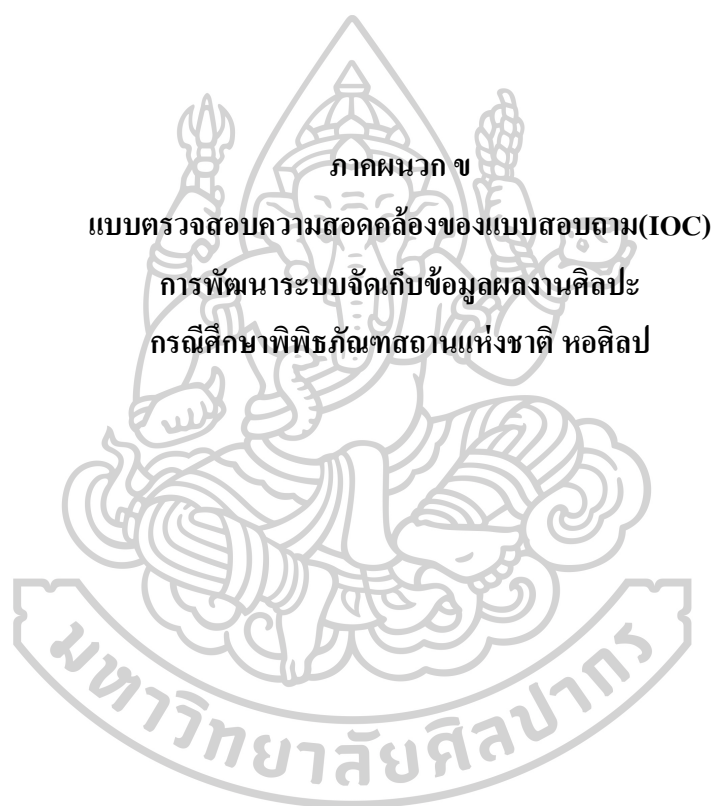 ภาคผนวก ข
แบบตรวจสอบความสอดคล้องของแบบสอบถาม(IOC)
การพัฒนาระบบจัดเก็บข้อมูลผลงานศิลปะ
กรณีศึกษาพิพิธภัณฑสถานแห่งชาติ หอศิลป
มหาวิทยาลัยศิลปากร